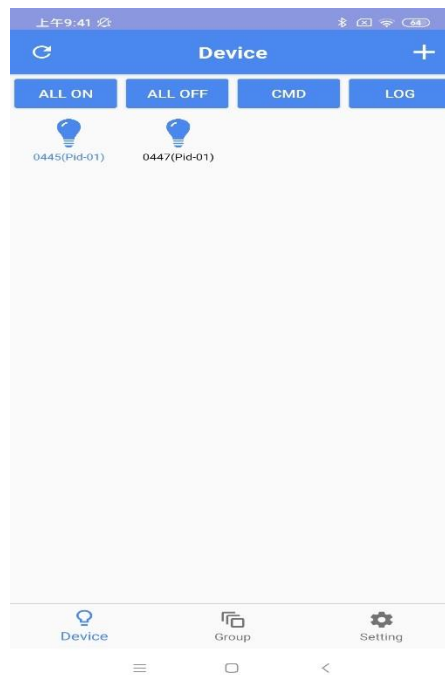 上午9:41
64
Device
ALL ON
ALL OFF
CMD
LOG
0445(Pid-01)
0447(Pid-01)
Device
Group
Setting